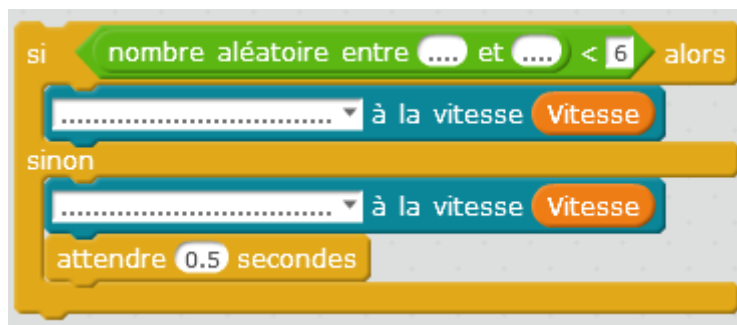 si nombre aléatoire entre .... et .... < 6 alors
................................. à la vitesse Vitesse
sinon
................................. à la vitesse Vitesse
attendre 0.5 secondes